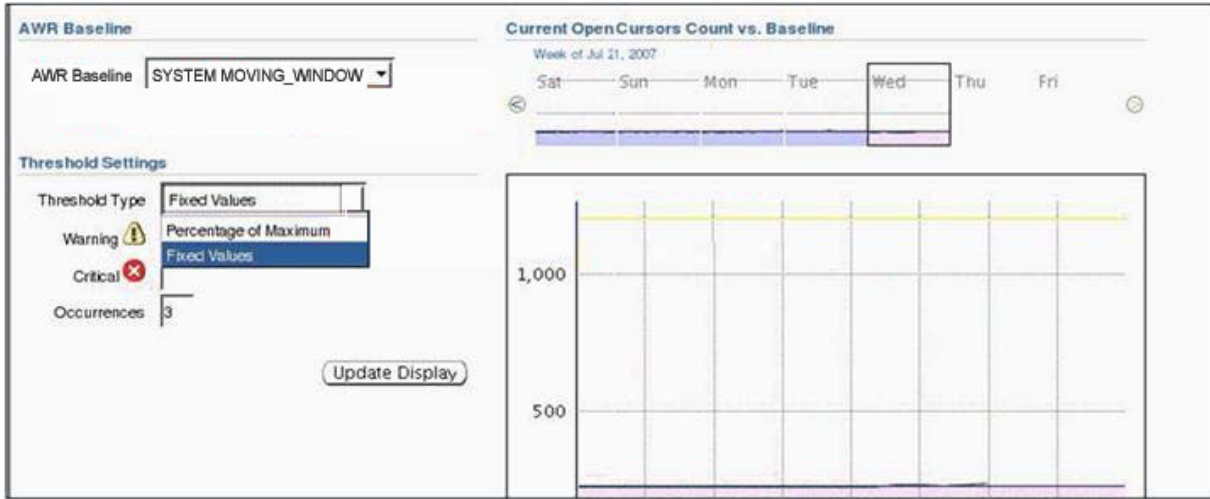 AWR Baseline
AWR Baseline SYSTEM MOVING_WINDOW
Threshold Settings
Threshold Type Fixed Values
Percentage of Maximum
Fixed Values
Warning
Critical
Occurrences 3
Update Display
Current Open Cursors Count vs. Baseline
Week of Jul 21, 2007
Sat Sun Mon Tue Wed Thu Fri
1,000
500